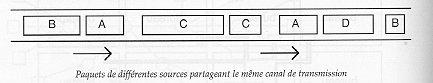 B A C C A D B
Paquets de différentes sources partageant le même canal de transmission